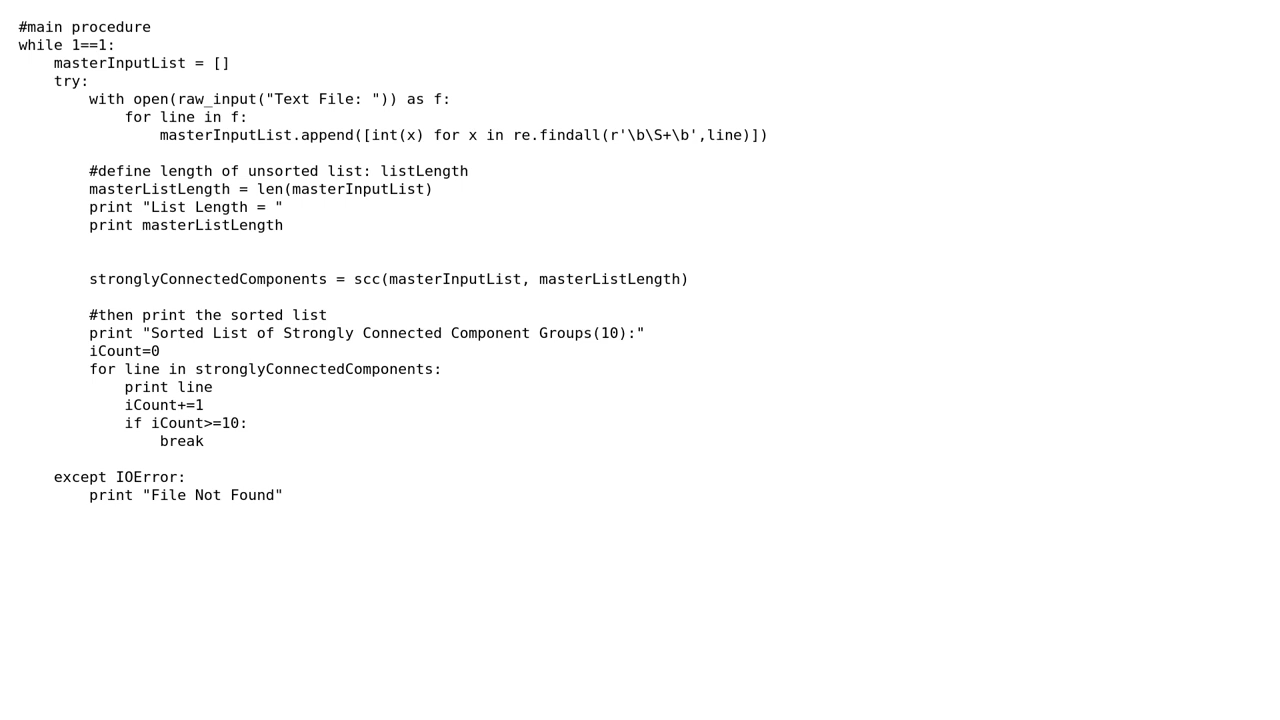 #main procedure
while 1==1:
    masterInputList = []
    try:
        with open(raw_input("Text File: ")) as f:
            for line in f:
                masterInputList.append([int(x) for x in re.findall(r'\b\S+\b',line)])

        #define length of unsorted list: listLength
        masterListLength = len(masterInputList)
        print "List Length = "
        print masterListLength


        stronglyConnectedComponents = scc(masterInputList, masterListLength)

        #then print the sorted list
        print "Sorted List of Strongly Connected Component Groups(10):"
        iCount=0
        for line in stronglyConnectedComponents:
            print line
            iCount+=1
            if iCount>=10:
                break

    except IOError:
        print "File Not Found"